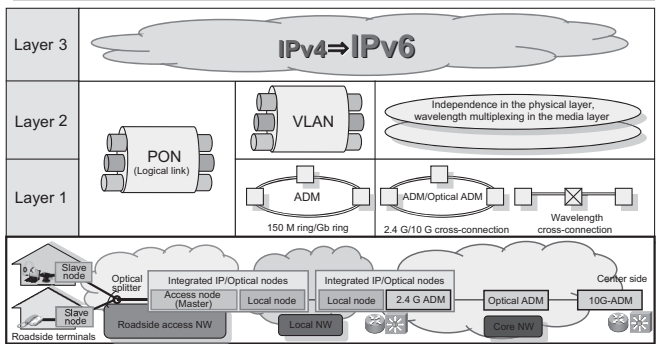 Layer 3
IPv4⇒IPv6
Layer 2
PON
(Logical link)
VLAN
Independence in the physical layer,
wavelength multiplexing in the media layer
Layer 1
ADM
150 M ring/Gb ring
ADM/Optical ADM
2.4 G/10 G cross-connection
Wavelength
cross-connection
Slave
node
Slave
node
Roadside terminals
Optical
splitter
Integrated IP/Optical nodes
Access node
(Master)
Local node
Roadside access NW
Local NW
Integrated IP/Optical nodes
Local node
2.4 G ADM
Optical ADM
Core NW
Center side
10G-ADM